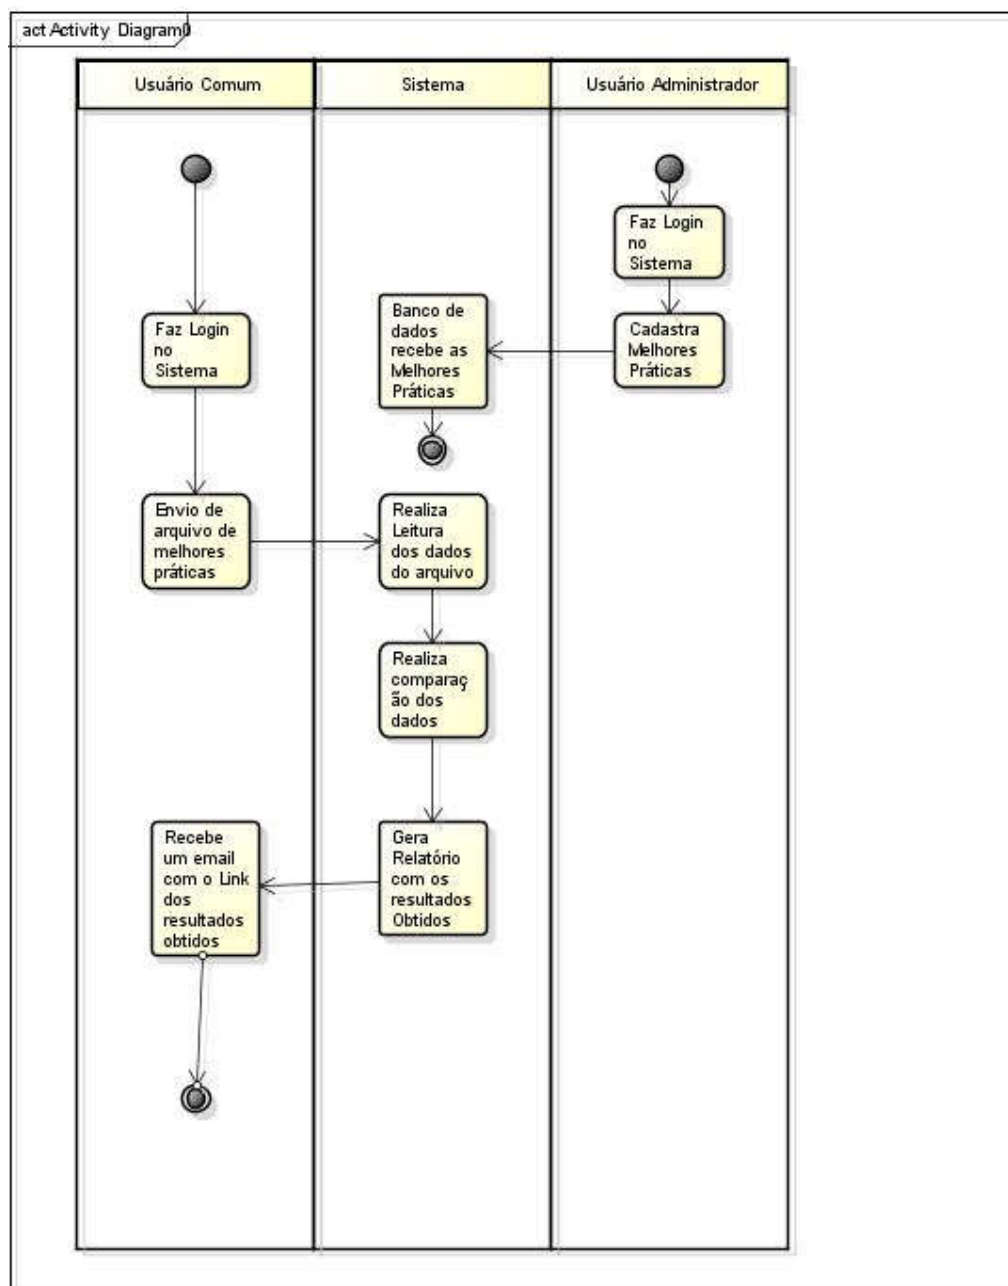 act Activity Diagram0
Usuário Comum
Sistema
Usuário Administrador
Faz Login
no
Sistema
Banco de
dados
recebe as
Melhores
Práticas
Cadastra
Melhores
Práticas
Faz Login
no
Sistema
Envio de
arquivo de
melhores
práticas
Realiza
Leitura
dos dados
do arquivo
Realiza
comparaç
ão dos
dados
Recebe
um email
com o Link
dos
resultados
obtidos
Gera
Relatório
com os
resultados
Obtidos